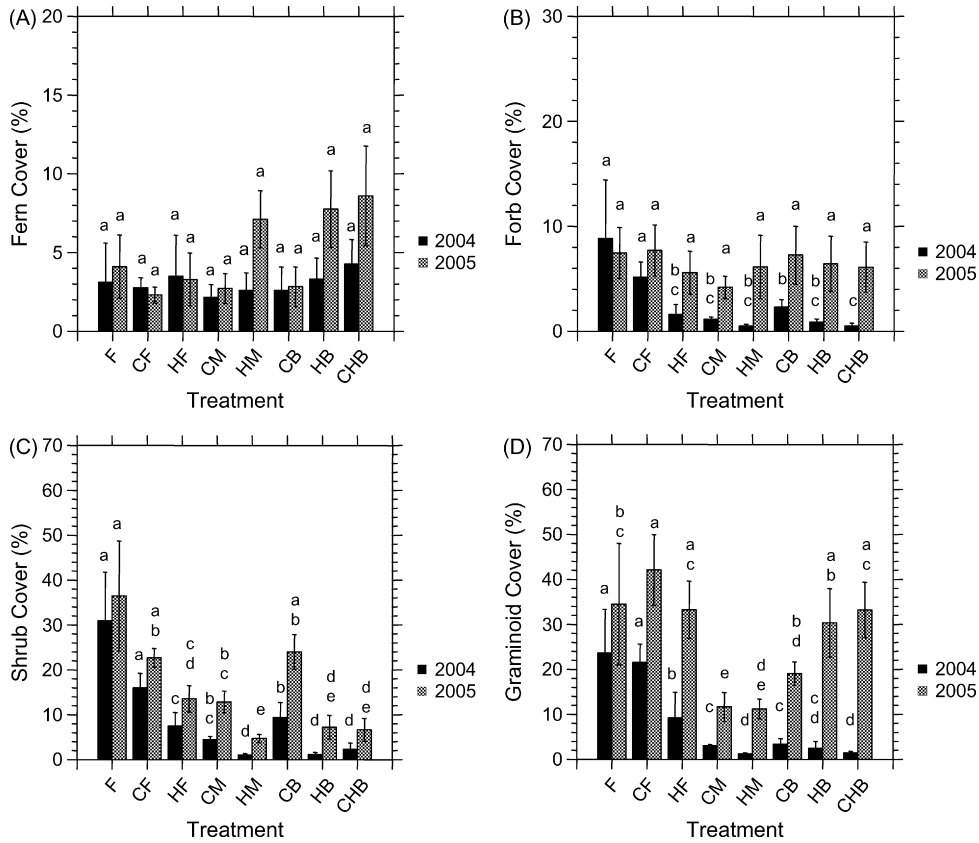 (A)
20
15
10
5
0
Fern Cover (%)
a a a a a a a a a a a a a a a a
F CF HF CM HM CB HB CHB
Treatment
2004
2005
(B)
30
20
10
0
Forb Cover (%)
a a a a b c a b c a b c a b a b c a c a
F CF HF CM HM CB HB CHB
Treatment
2004
2005
(C)
70
60
50
40
30
20
10
0
Shrub Cover (%)
a a a a b c c d b c b c d e b a b d d e d d e
F CF HF CM HM CB HB CHB
Treatment
2004
2005
(D)
70
60
50
40
30
20
10
0
Graminoid Cover (%)
a b c a a b a c c e d d e c b d c d a b d a c
F CF HF CM HM CB HB CHB
Treatment
2004
2005